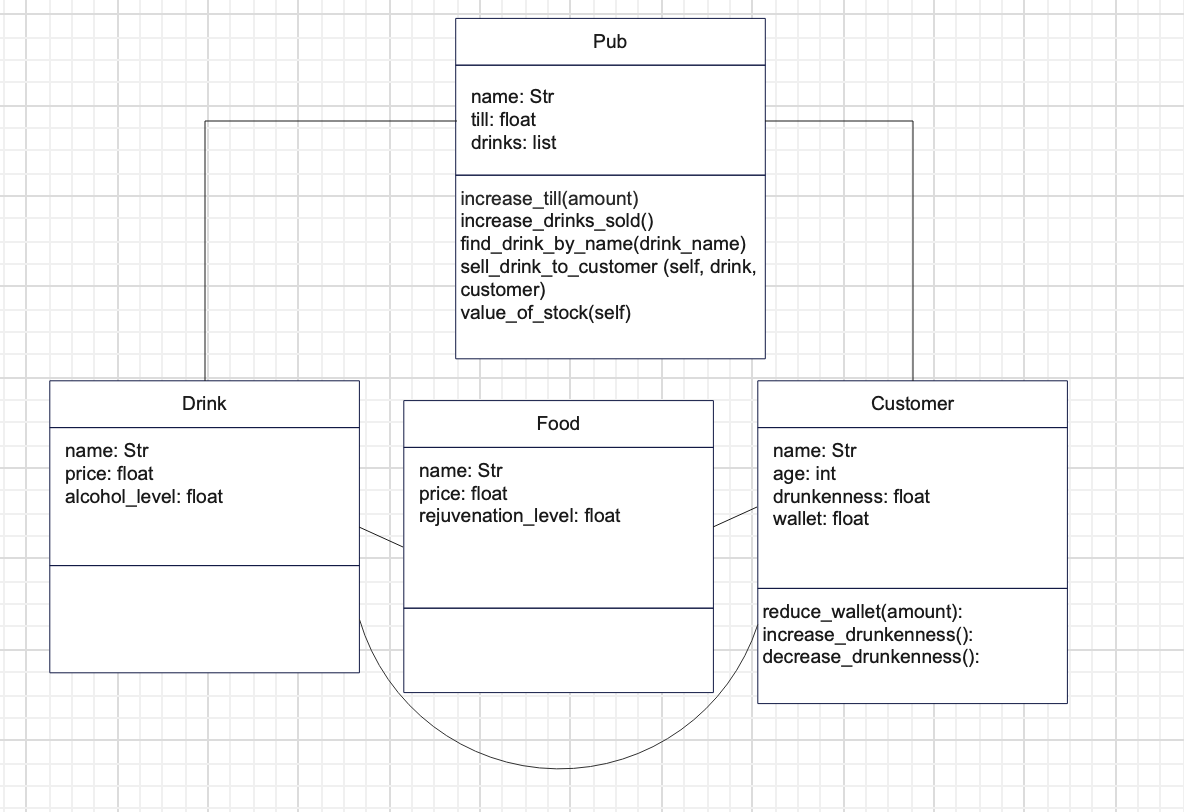 Pub
name: Str
till: float
drinks: list
increase_till(amount)
increase_drinks_sold()
find_drink_by_name(drink_name)
sell_drink_to_customer (self, drink,
customer)
value_of_stock(self)
Drink
name: Str
price: float
alcohol_level: float
Food
name: Str
price: float
rejuvenation_level: float
Customer
name: Str
age: int
drunkenness: float
wallet: float
reduce_wallet(amount):
increase_drunkenness():
decrease_drunkenness():